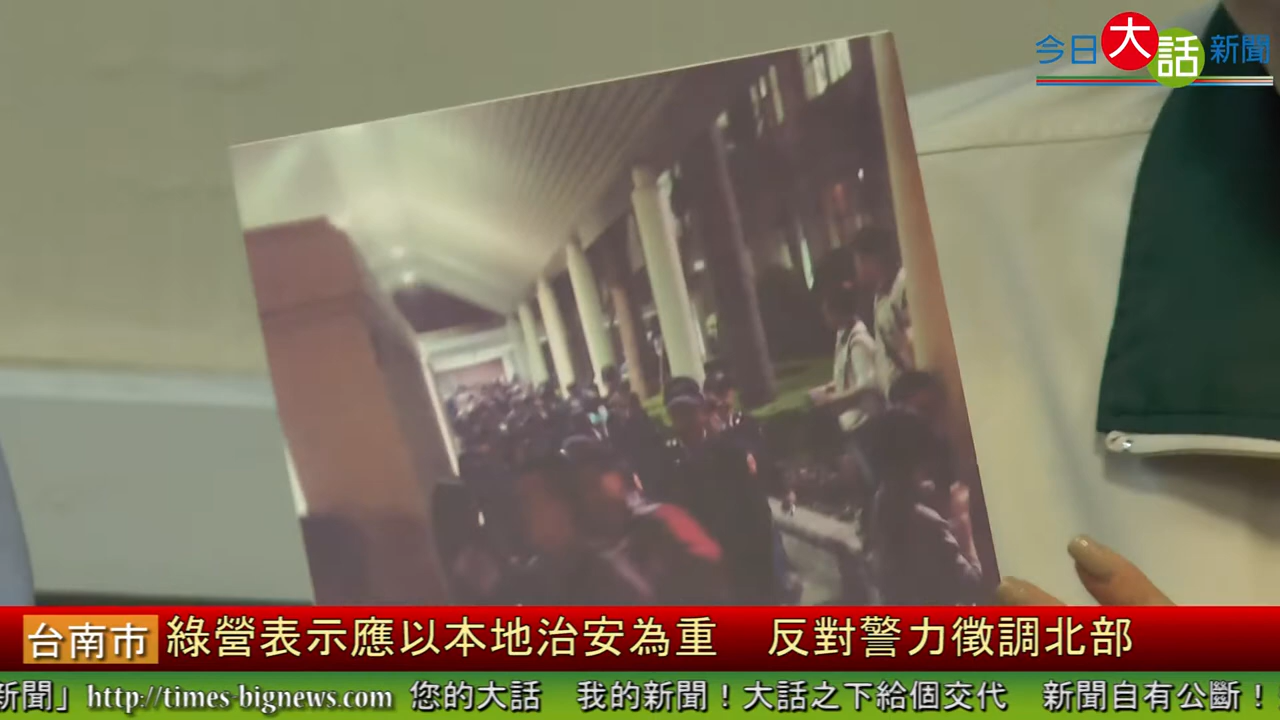 今日大話新聞
台南市 綠營表示應以本地治安為重 反對警力徵調北部
新聞」http://times-bignews.com 您的大話 我的新聞！大話之下給個交代 新聞自有公斷！